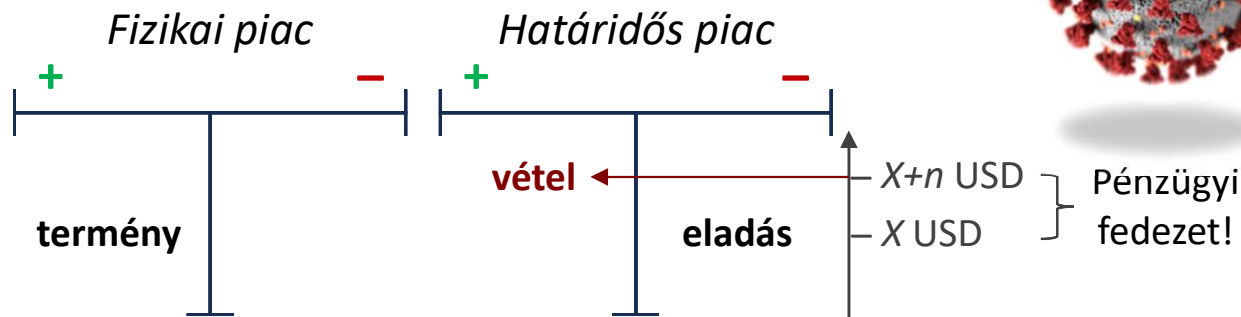 Fizikai piac
Határidős piac
+ –
+ –
vétel
X+n USD
Pénzügyi
termény
eladás
X USD
fedezet!